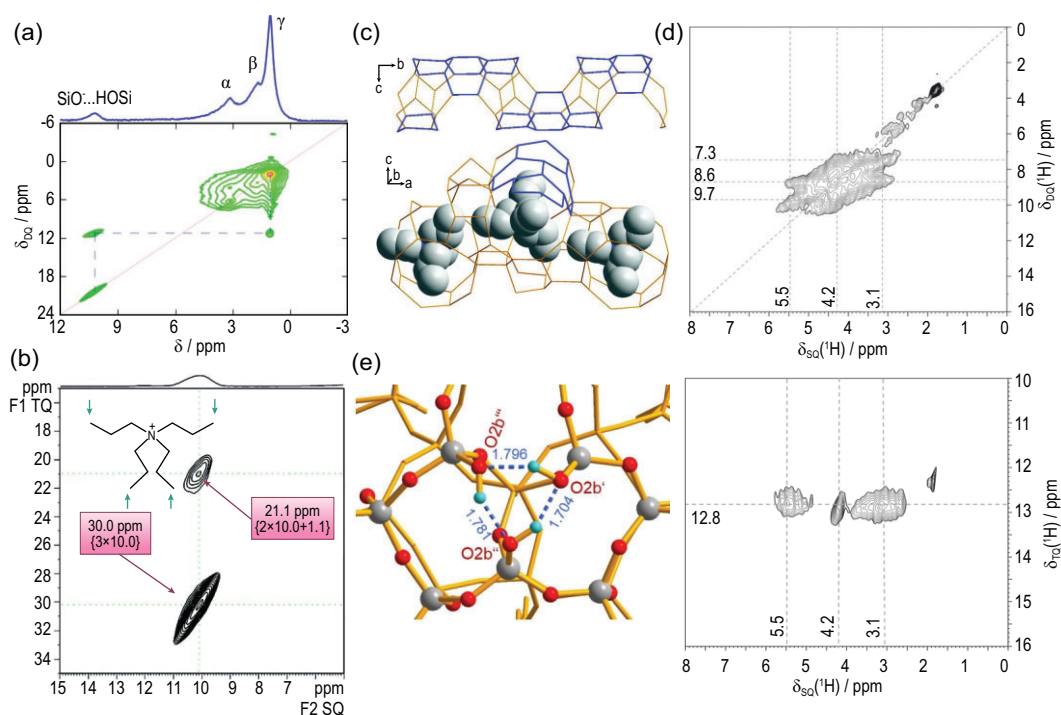 (a)
γ
β
α
SiO⁻...HOSi
-6
0
6
12
18
24
δDQ / ppm
12 9 6 3 0 -3
δ / ppm
(b)
ppm
F1 TQ
18
20
22
24
26
28
30
32
34
N
+
30.0 ppm
{3×10.0}
21.1 ppm
{2×10.0+1.1}
15 14 13 12 11 10 9 8 7 6 ppm
F2 SQ
(c)
b
c
c
b
a
(d)
0
2
4
6
8
10
12
14
16
δDQ(¹H) / ppm
7.3
8.6
9.7
5.5
4.2
3.1
8 7 6 5 4 3 2 1 0
δSQ(¹H) / ppm
(e)
O2b'''
1.796
O2b'
1.704
1.781
O2b''
10
11
12
13
14
15
16
δTQ(¹H) / ppm
12.8
5.5
4.2
3.1
8 7 6 5 4 3 2 1 0
δSQ(¹H) / ppm